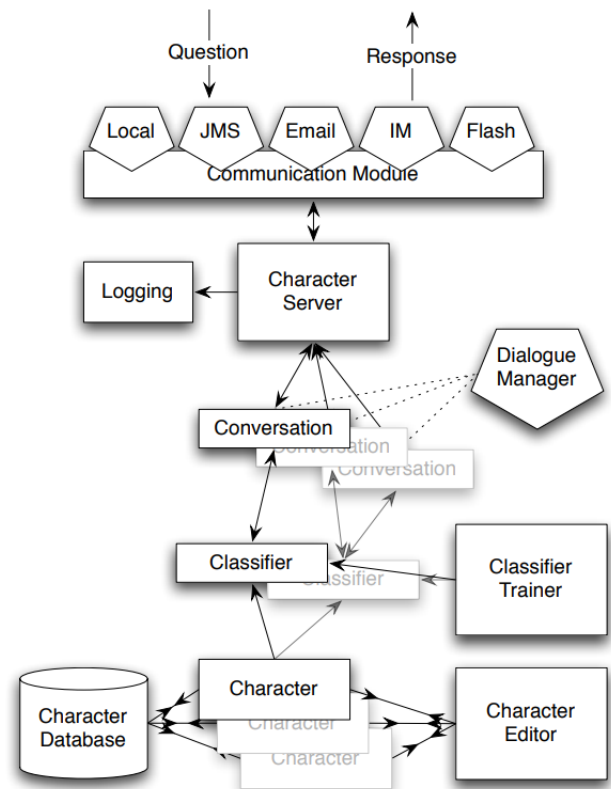 Question
Response
Local
JMS
Email
IM
Flash
Communication Module
Character
Server
Logging
Dialogue
Manager
Conversation
Conversation
Conversation
Classifier
Classifier
Classifier
Trainer
Character
Character
Character
Character
Database
Character
Editor